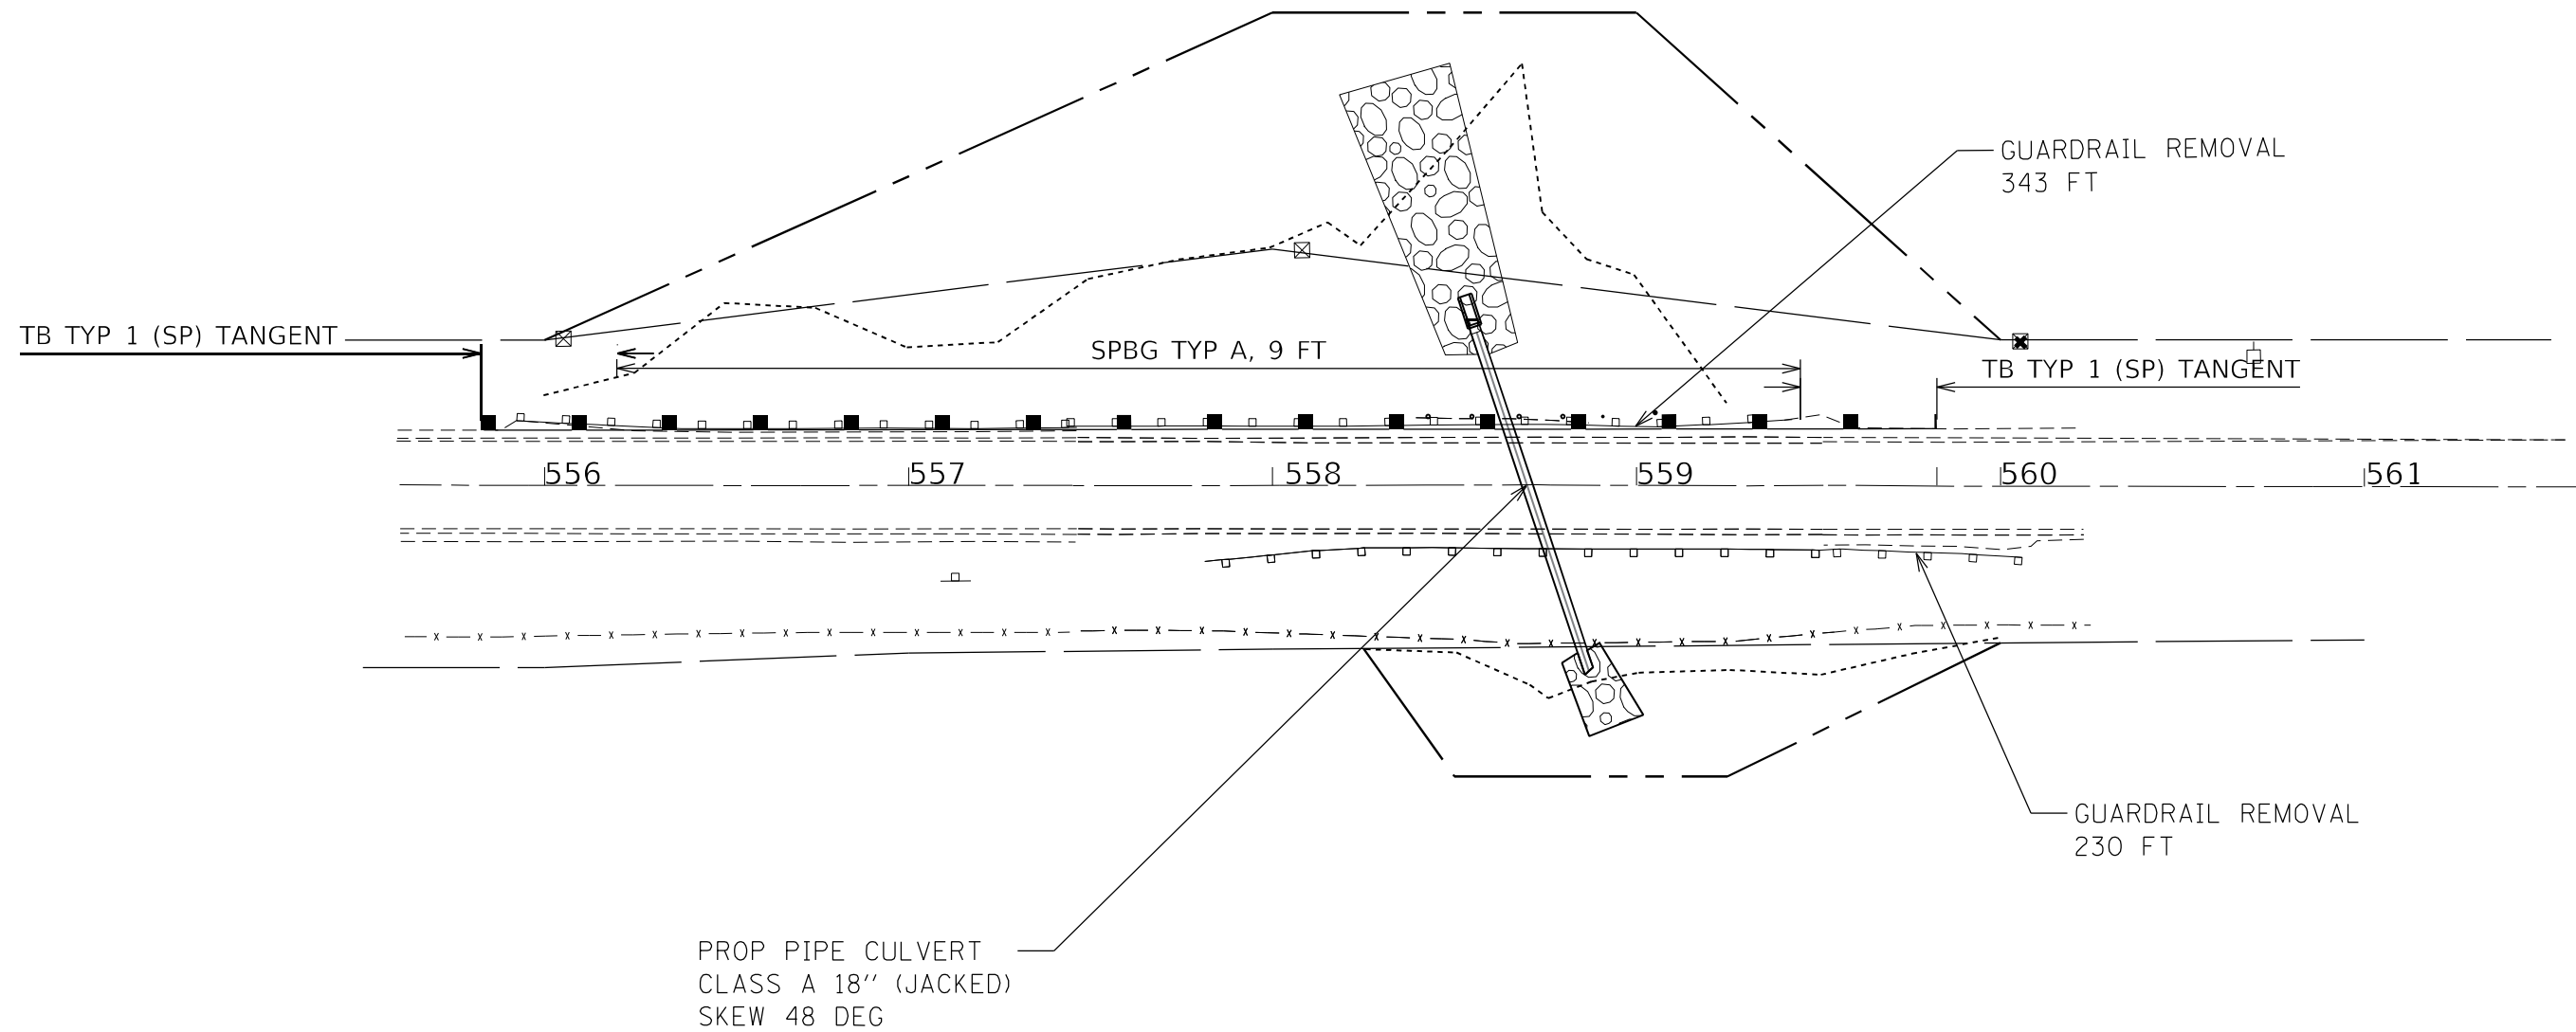 GUARDRAIL REMOVAL
343 FT
TB TYP 1 (SP) TANGENT
SPBG TYP A, 9 FT
TB TYP 1 (SP) TANGENT
556
557
558
559
560
561
GUARDRAIL REMOVAL
230 FT
PROP PIPE CULVERT
CLASS A 18″ (JACKED)
SKEW 48 DEG